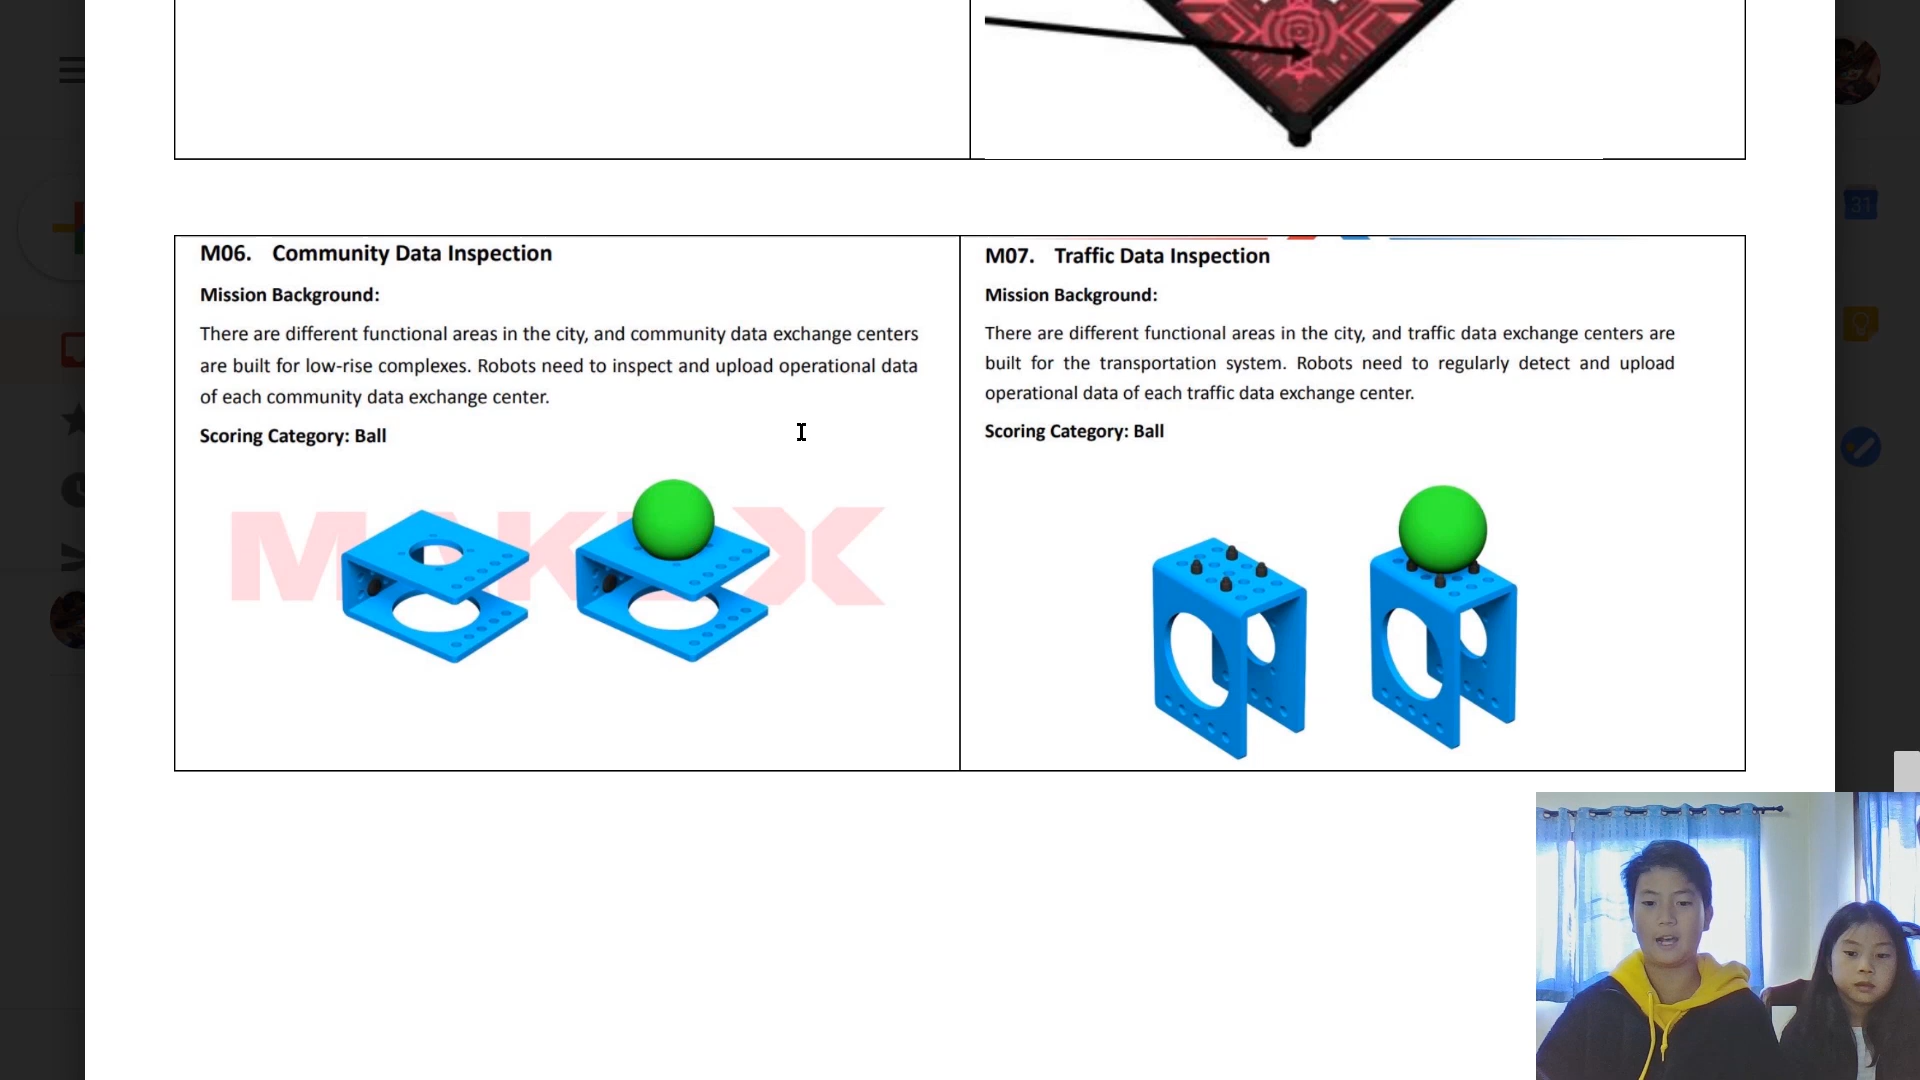 M06. Community Data Inspection
Mission Background:
There are different functional areas in the city, and community data exchange centers
are built for low-rise complexes. Robots need to inspect and upload operational data
of each community data exchange center.
Scoring Category: Ball
MAKEX
M07. Traffic Data Inspection
Mission Background:
There are different functional areas in the city, and traffic data exchange centers are
built for the transportation system. Robots need to regularly detect and upload
operational data of each traffic data exchange center.
Scoring Category: Ball
31